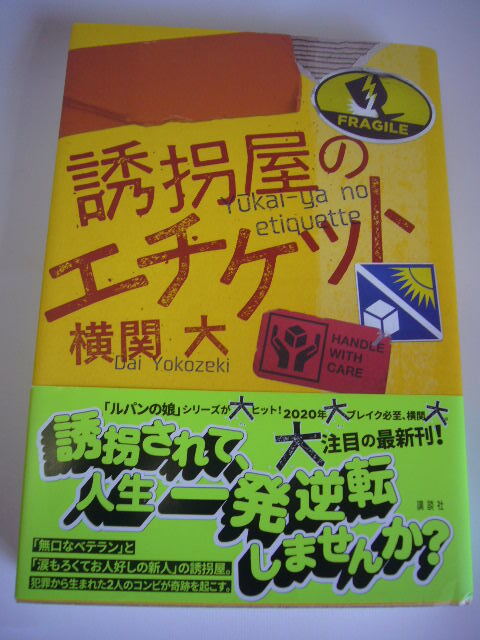 FRAGILE
誘拐屋の
Yukai-ya no
etiquette
エチケット
横関 大
Dai Yokozeki
HANDLE
WITH
CARE
「ルパンの娘」シリーズが大ヒット!2020年大ブレイク必至、横関大
大注目の最新刊!
誘拐されて、
人生一発逆転
しませんか?
講談社
「無口なベテラン」と
「涙もろくてお人好しの新人」の誘拐屋。
犯罪から生まれた2人のコンビが奇跡を起こす。